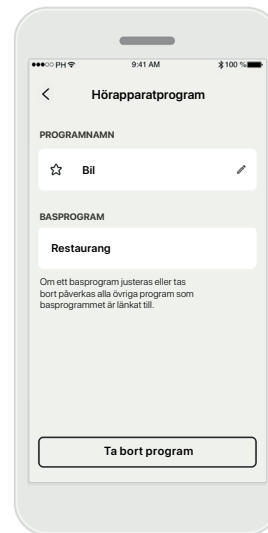 ●●●○○ PH 9:41 AM 100 %
Hörapparatprogram
PROGRAMNAMN
Bil
BASPROGRAM
Restaurang
Om ett basprogram justeras eller tas
bort påverkas alla övriga program som
basprogrammet är länkat till.
Ta bort program